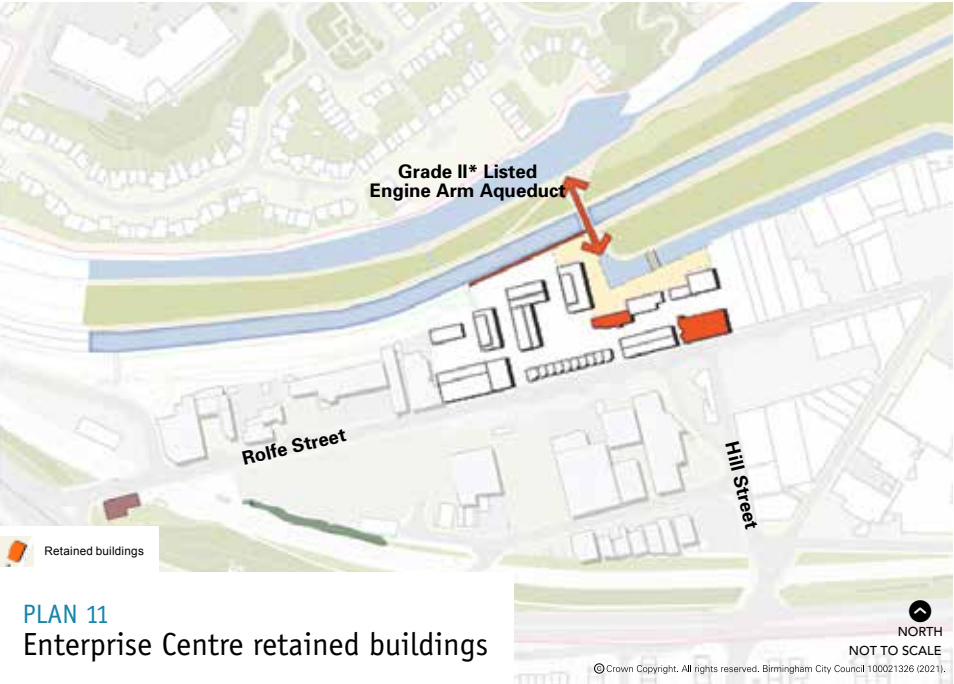 Grade II* Listed
Engine Arm Aqueduct
Rolfe Street
Hill Street
Retained buildings
PLAN 11
Enterprise Centre retained buildings
NORTH
NOT TO SCALE
© Crown Copyright. All rights reserved. Birmingham City Council 100021326 (2021).